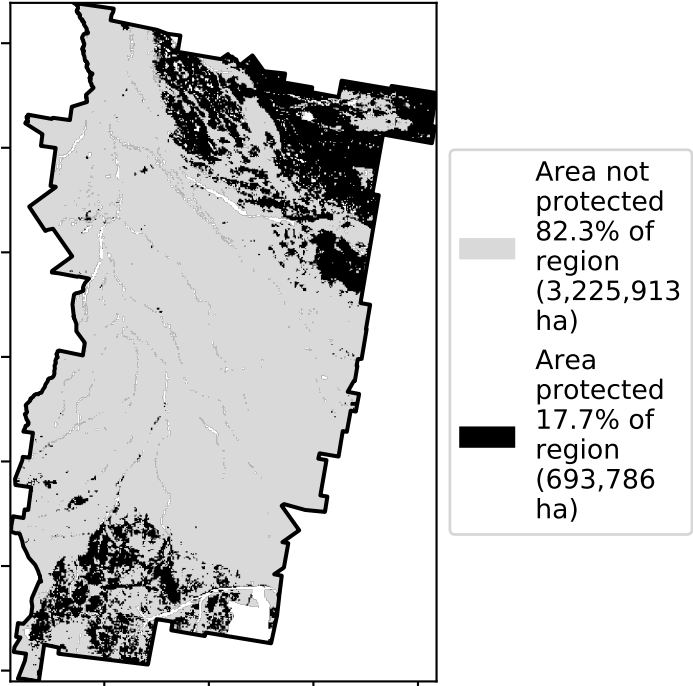 Area not
protected
82.3% of
region
(3,225,913
ha)
Area
protected
17.7% of
region
(693,786
ha)